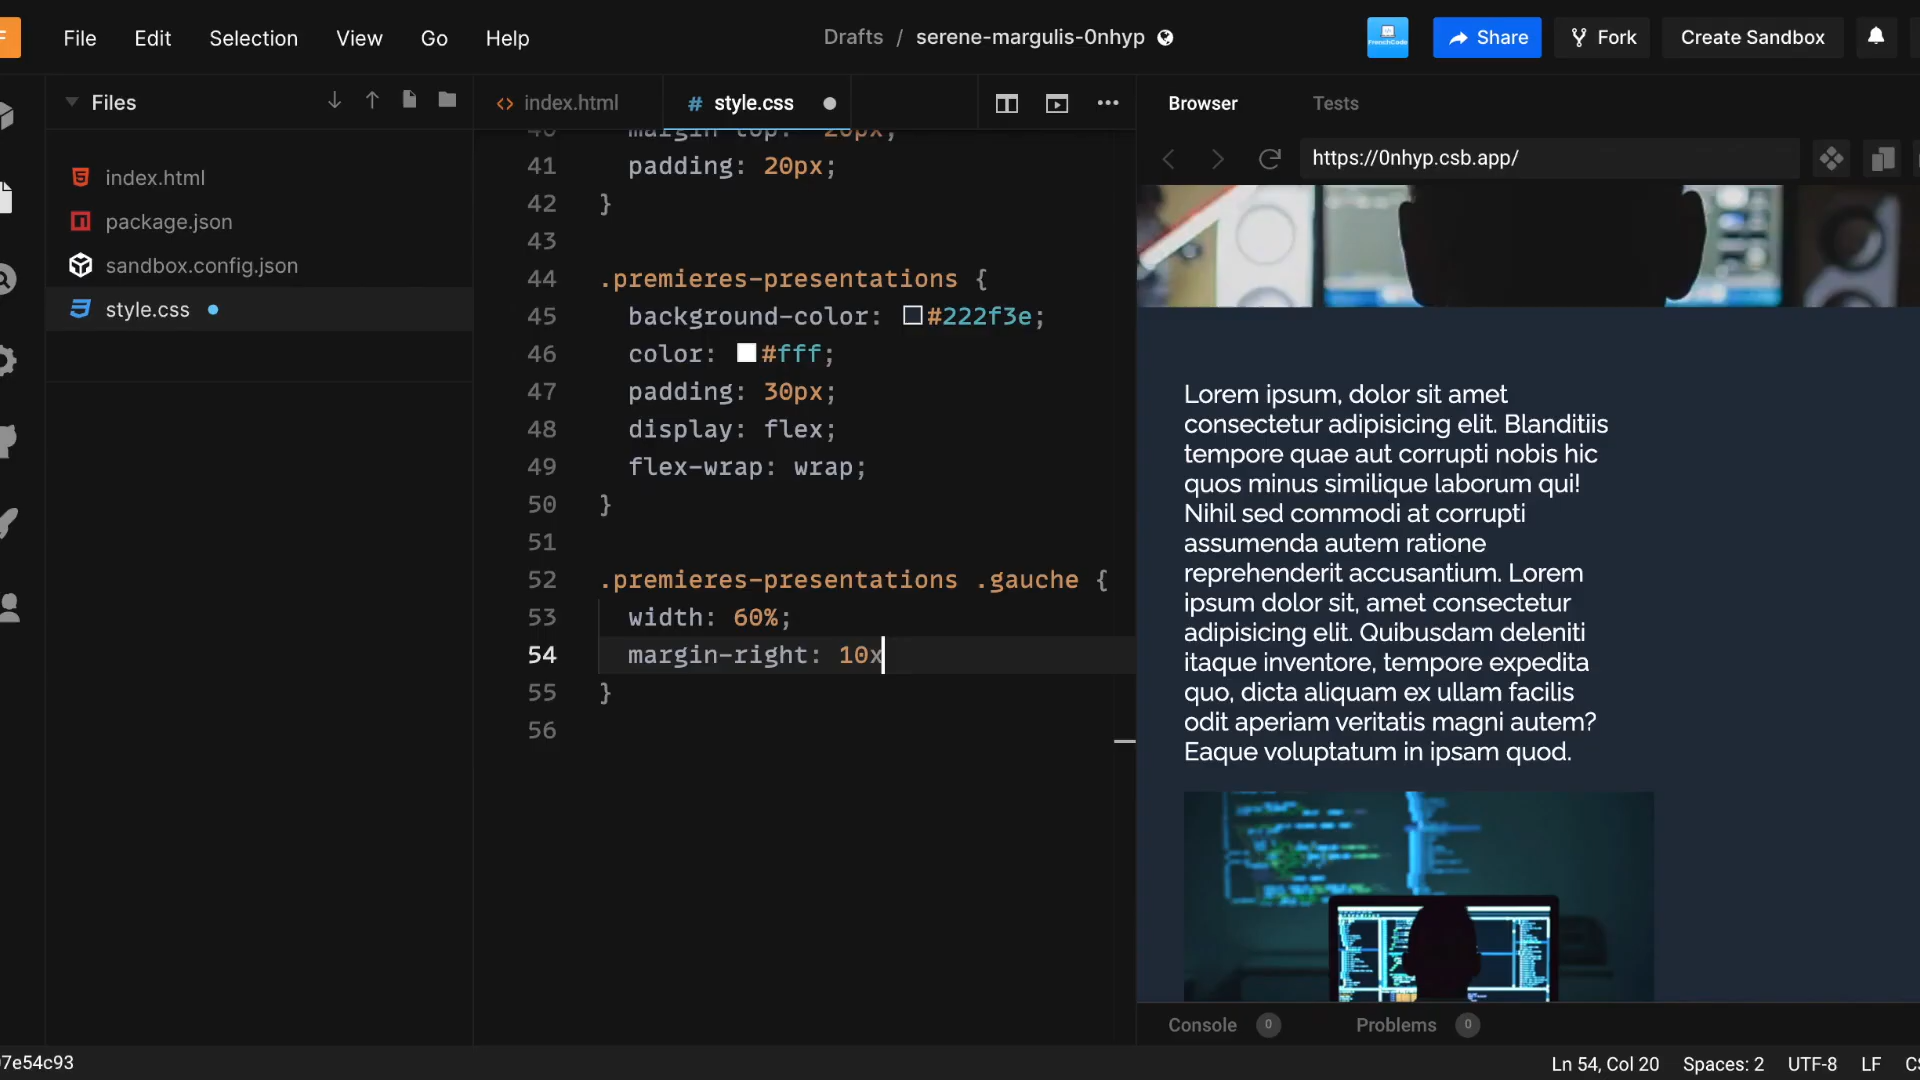 File Edit Selection View Go Help
Drafts / serene-margulis-0nhyp
FrenchCode
Share
Fork
Create Sandbox
Files
index.html
package.json
sandbox.config.json
style.css
index.html
style.css
40 margin-top: -20px;
41 padding: 20px;
42 }
43
44 .premieres-presentations {
45 background-color: #222f3e;
46 color: #fff;
47 padding: 30px;
48 display: flex;
49 flex-wrap: wrap;
50 }
51
52 .premieres-presentations .gauche {
53 width: 60%;
54 margin-right: 10x
55 }
56
Browser Tests
https://0nhyp.csb.app/
Lorem ipsum, dolor sit amet
consectetur adipisicing elit. Blanditiis
tempore quae aut corrupti nobis hic
quos minus similique laborum qui!
Nihil sed commodi at corrupti
assumenda autem ratione
reprehenderit accusantium. Lorem
ipsum dolor sit, amet consectetur
adipisicing elit. Quibusdam deleniti
itaque inventore, tempore expedita
quo, dicta aliquam ex ullam facilis
odit aperiam veritatis magni autem?
Eaque voluptatum in ipsam quod.
Console 0 Problems 0
7e54c93
Ln 54, Col 20 Spaces: 2 UTF-8 LF CS